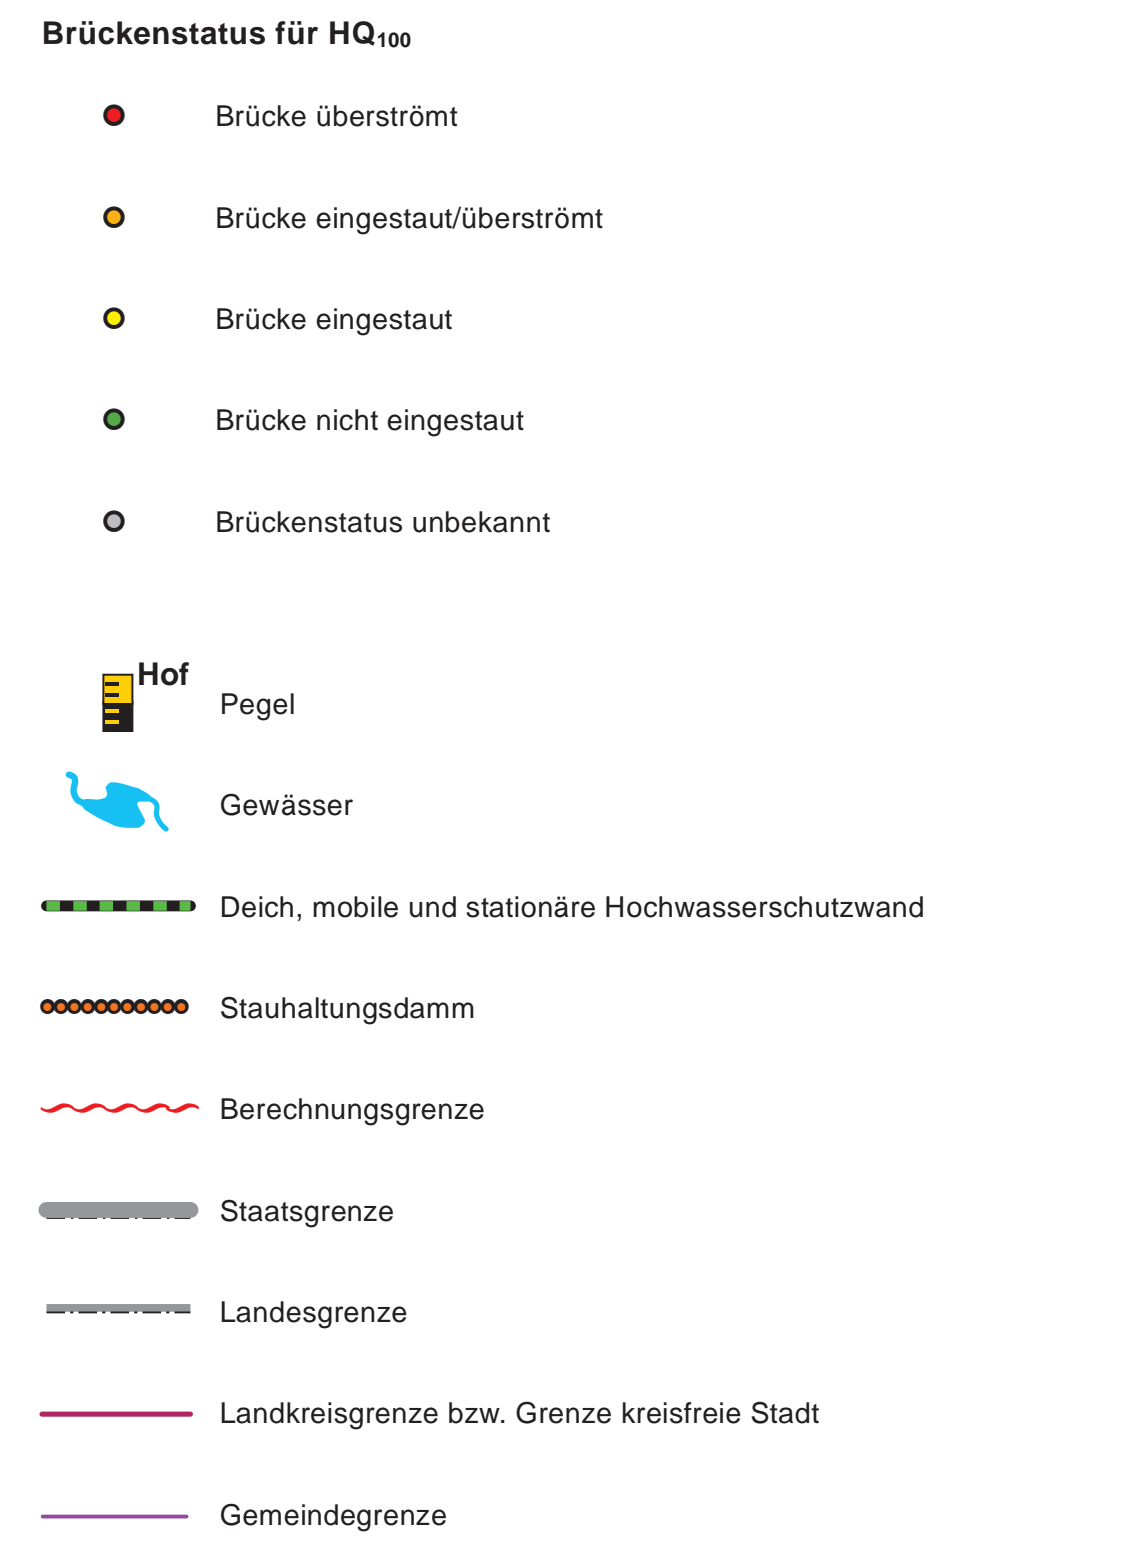 Brückenstatus für HQ₁₀₀
Brücke überströmt
Brücke eingestaut/überströmt
Brücke eingestaut
Brücke nicht eingestaut
Brückenstatus unbekannt
Hof
Pegel
Gewässer
Deich, mobile und stationäre Hochwasserschutzwand
Stauhaltungsdamm
Berechnungsgrenze
Staatsgrenze
Landesgrenze
Landkreisgrenze bzw. Grenze kreisfreie Stadt
Gemeindegrenze